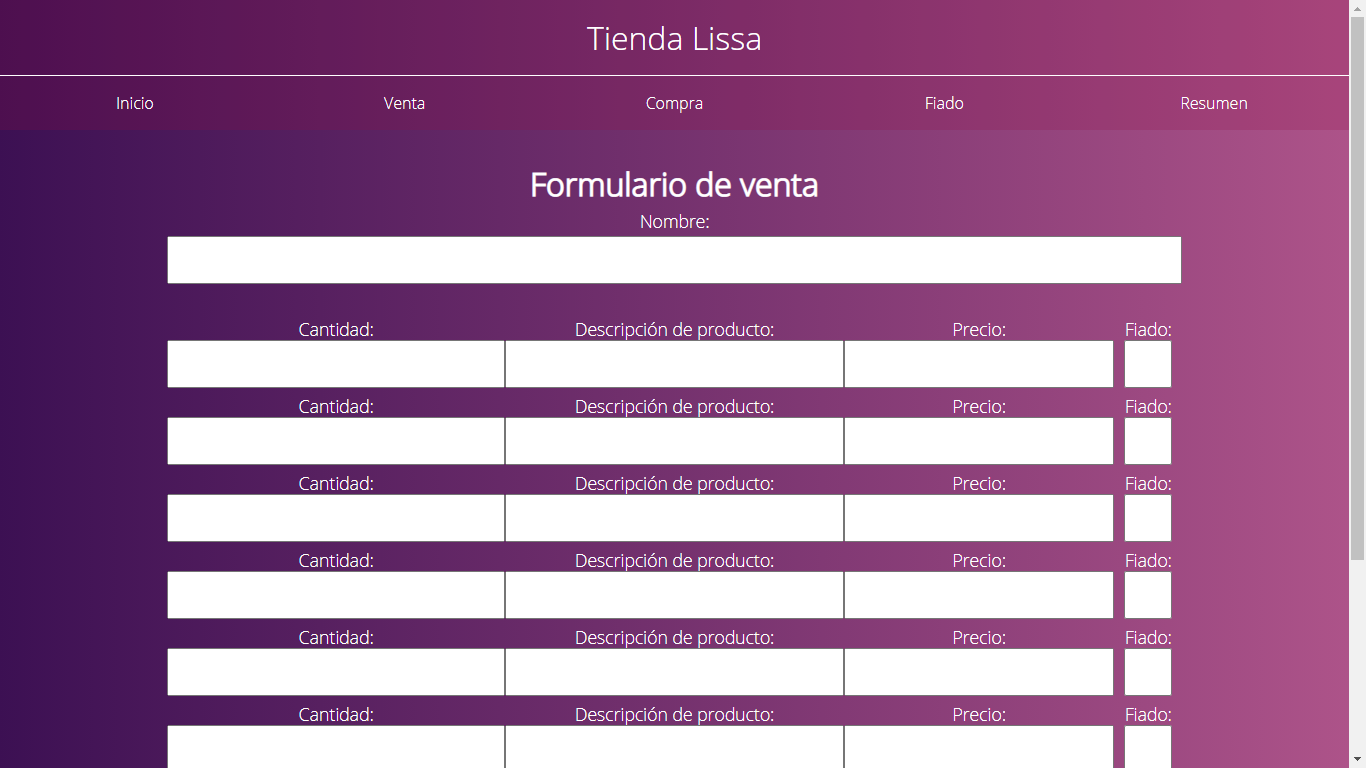 Tienda Lissa
Inicio Venta Compra Fiado Resumen
Formulario de venta
Nombre:
Cantidad: Descripción de producto: Precio: Fiado:
Cantidad: Descripción de producto: Precio: Fiado:
Cantidad: Descripción de producto: Precio: Fiado:
Cantidad: Descripción de producto: Precio: Fiado:
Cantidad: Descripción de producto: Precio: Fiado:
Cantidad: Descripción de producto: Precio: Fiado: